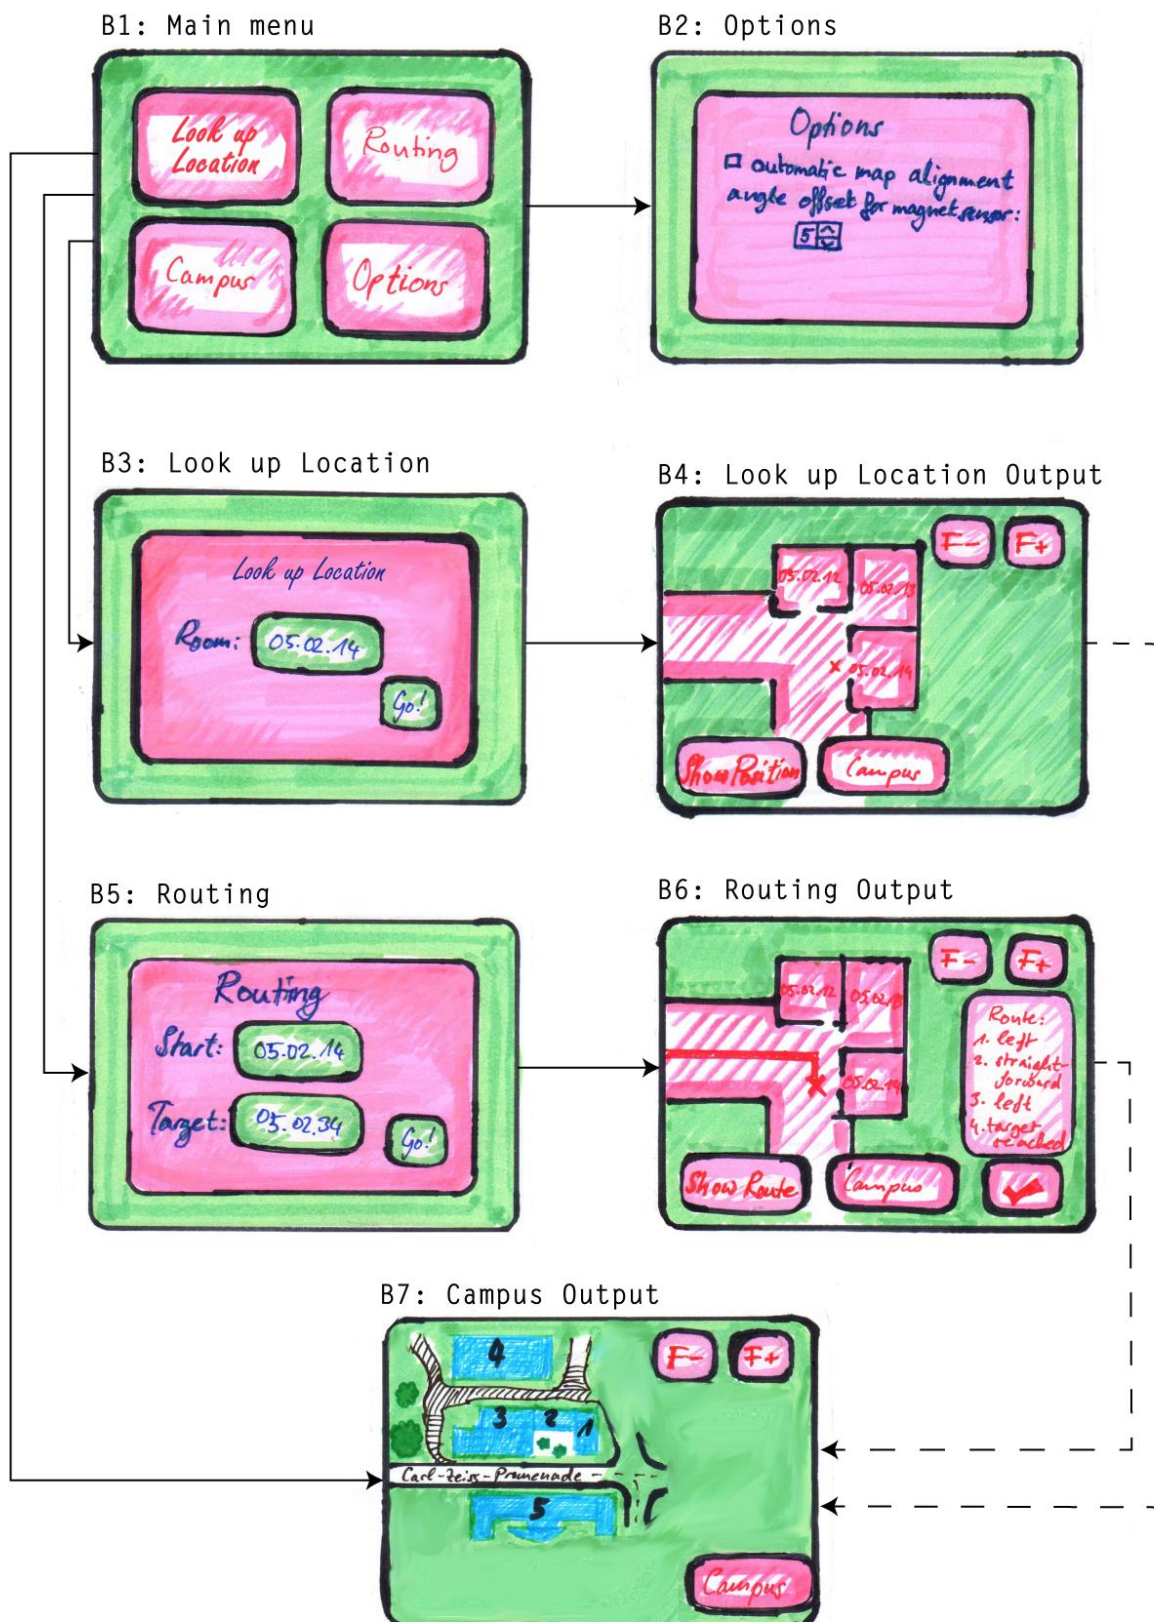 B1: Main menu
B2: Options
Look up
Location
Routing
Campus
Options
Options
automatic map alignment
angle offset for magnet sensor:
5
B3: Look up Location
B4: Look up Location Output
Look up Location
Room: 05.02.14
Go!
F-
F+
05.02.12
05.02.13
x 05.02.14
Show Position
Campus
B5: Routing
B6: Routing Output
Routing
Start: 05.02.14
Target: 05.02.34
Go!
F-
F+
05.02.12
05.02.13
05.02.14
Route:
1. left
2. straight-
forward
3. left
4. target
reached
Show Route
Campus
B7: Campus Output
F-
F+
4
3
2
1
Carl-Zeiss-Promenade
5
Campus